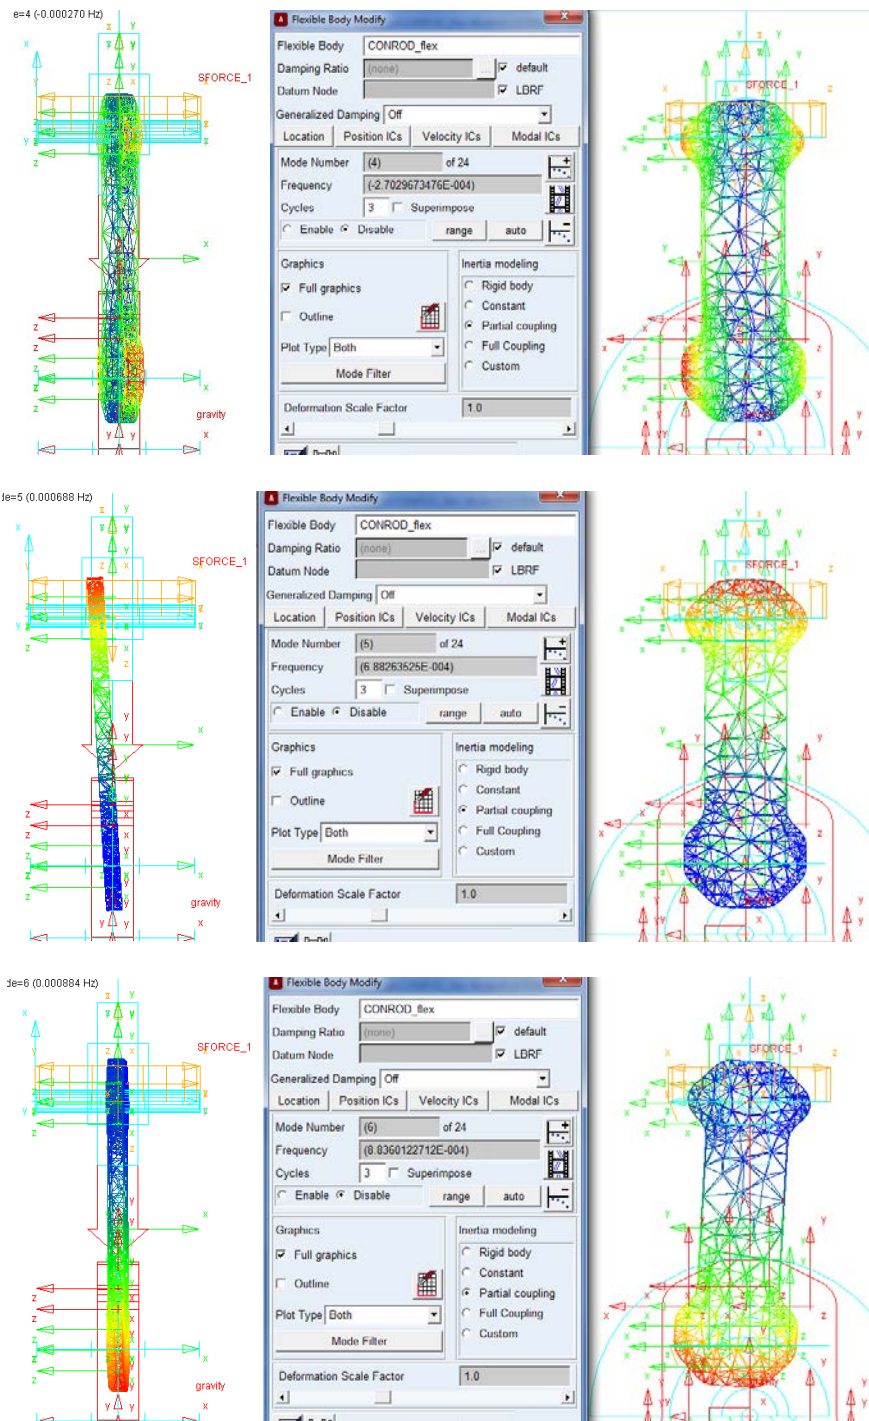 e=4 (-0.000270 Hz)
SFORCE_1
gravity
Flexible Body Modify
Flexible Body CONROD_flex
Damping Ratio (none) ... default
Datum Node LBRF
Generalized Damping Off
Location Position ICs Velocity ICs Modal ICs
Mode Number (4) of 24
Frequency (-2.7029673476E-004)
Cycles 3 Superimpose
Enable Disable range auto
Graphics
Full graphics
Outline
Plot Type Both
Mode Filter
Inertia modeling
Rigid body
Constant
Partial coupling
Full Coupling
Custom
Deformation Scale Factor 1.0
SFORCE_1
de=5 (0.000688 Hz)
SFORCE_1
gravity
Flexible Body Modify
Flexible Body CONROD_flex
Damping Ratio (none) ... default
Datum Node LBRF
Generalized Damping Off
Location Position ICs Velocity ICs Modal ICs
Mode Number (5) of 24
Frequency (6.88263525E-004)
Cycles 3 Superimpose
Enable Disable range auto
Graphics
Full graphics
Outline
Plot Type Both
Mode Filter
Inertia modeling
Rigid body
Constant
Partial coupling
Full Coupling
Custom
Deformation Scale Factor 1.0
SFORCE_1
de=6 (0.000884 Hz)
SFORCE_1
gravity
Flexible Body Modify
Flexible Body CONROD_flex
Damping Ratio (none) default
Datum Node LBRF
Generalized Damping Off
Location Position ICs Velocity ICs Modal ICs
Mode Number (6) of 24
Frequency (8.8360122712E-004)
Cycles 3 Superimpose
Enable Disable range auto
Graphics
Full graphics
Outline
Plot Type Both
Mode Filter
Inertia modeling
Rigid body
Constant
Partial coupling
Full Coupling
Custom
Deformation Scale Factor 1.0
SFORCE_1